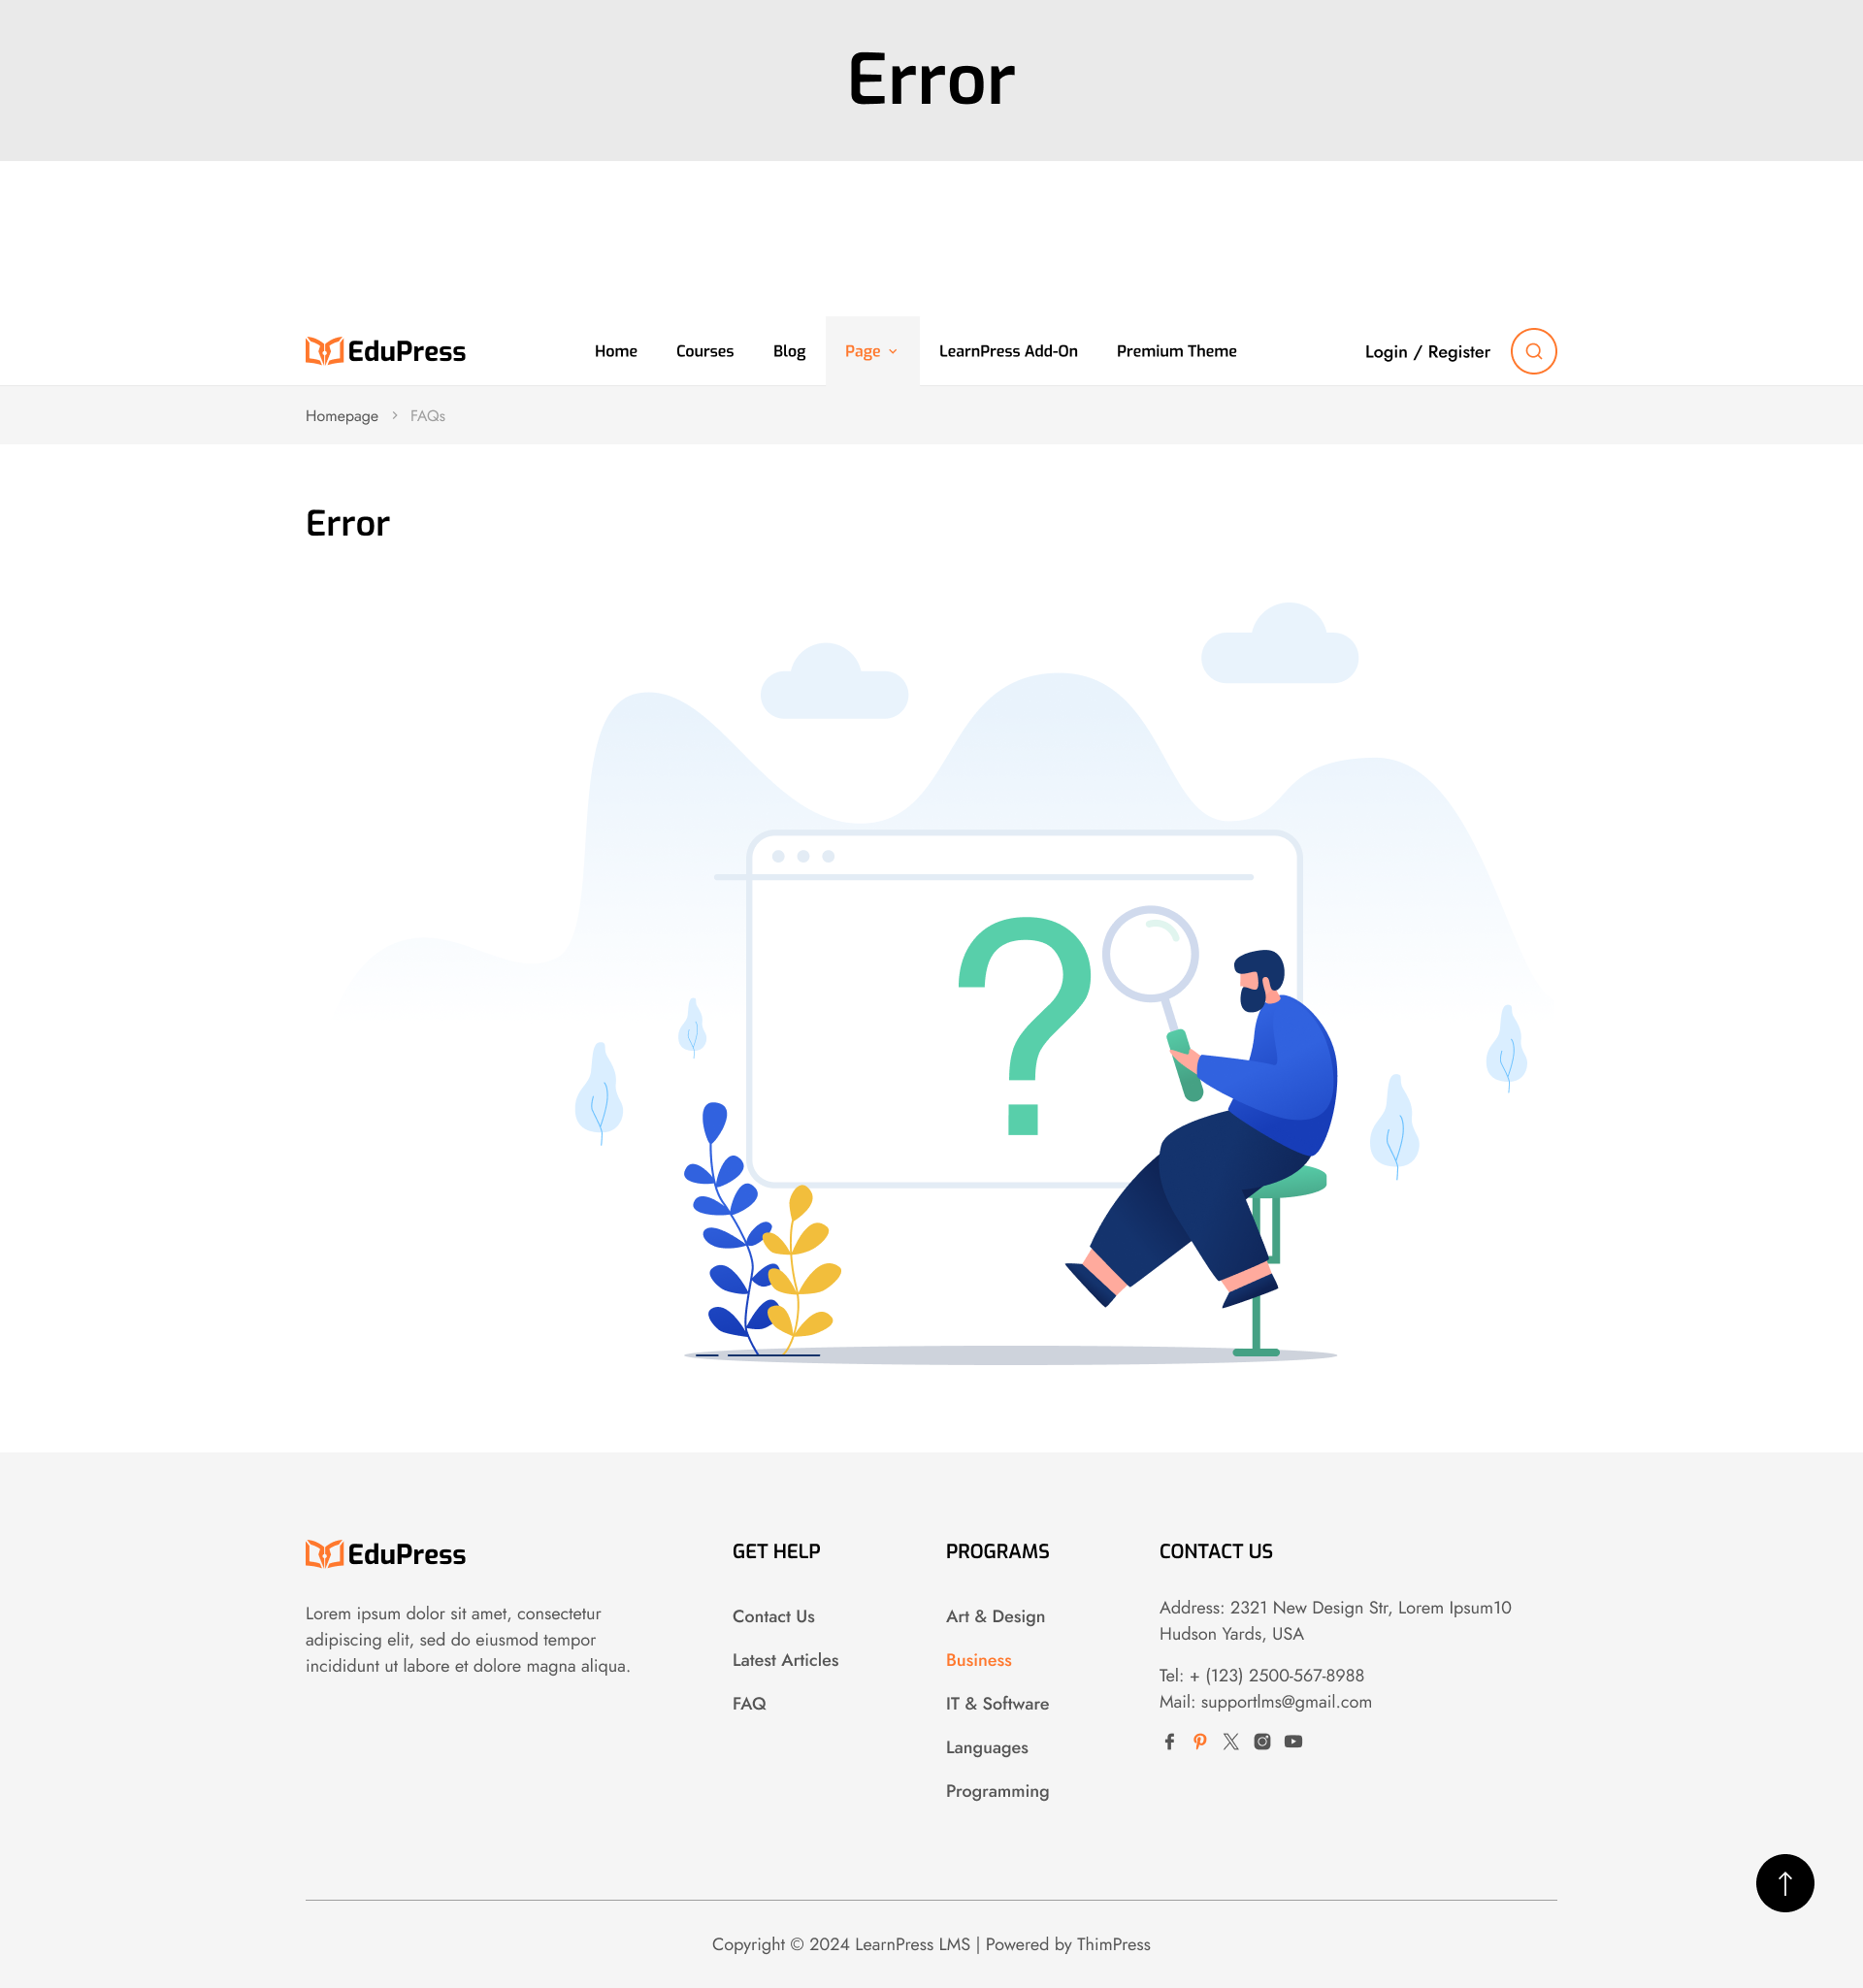 Error
EduPress
Home Courses Blog Page LearnPress Add-On Premium Theme Login / Register
Homepage > FAQs
Error
?
EduPress
Lorem ipsum dolor sit amet, consectetur
adipiscing elit, sed do eiusmod tempor
incididunt ut labore et dolore magna aliqua.
GET HELP
Contact Us
Latest Articles
FAQ
PROGRAMS
Art & Design
Business
IT & Software
Languages
Programming
CONTACT US
Address: 2321 New Design Str, Lorem Ipsum10
Hudson Yards, USA
Tel: + (123) 2500-567-8988
Mail: supportlms@gmail.com
Copyright © 2024 LearnPress LMS | Powered by ThimPress